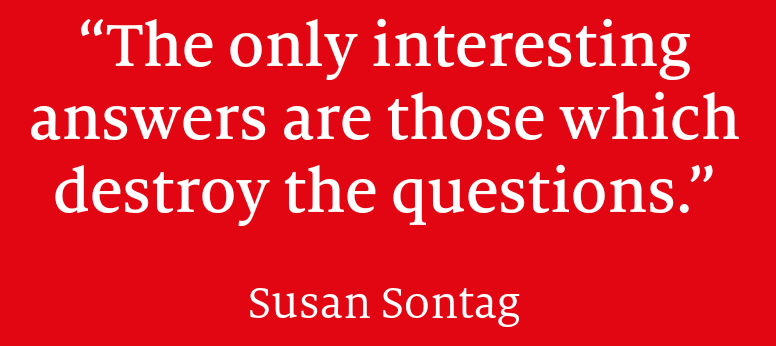 “The only interesting
answers are those which
destroy the questions.”
Susan Sontag